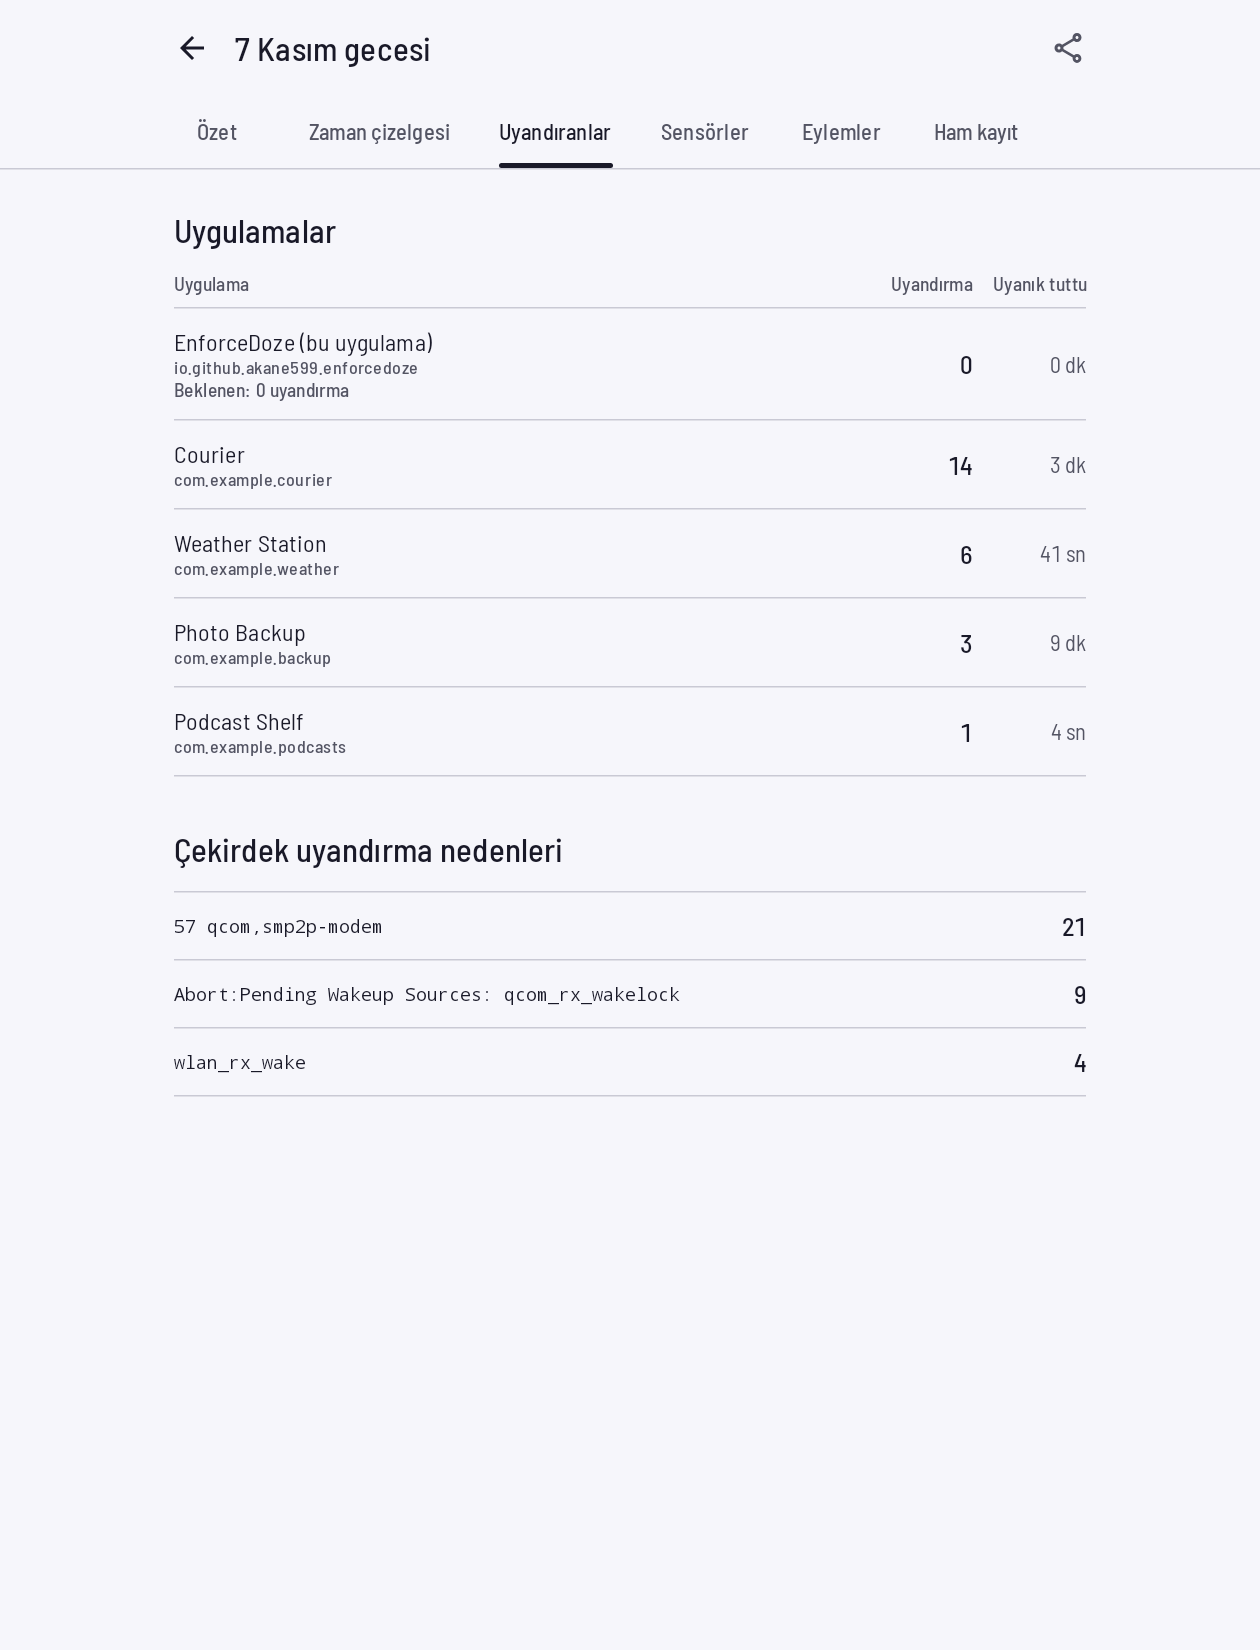 7 Kasım gecesi
Özet Zaman çizelgesi Uyandıranlar Sensörler Eylemler Ham kayıt
Uygulamalar
Uygulama Uyandırma Uyanık tuttu
EnforceDoze (bu uygulama)
io.github.akane599.enforcedoze
Beklenen: 0 uyandırma
0 0 dk
Courier
com.example.courier
14 3 dk
Weather Station
com.example.weather
6 41 sn
Photo Backup
com.example.backup
3 9 dk
Podcast Shelf
com.example.podcasts
1 4 sn
Çekirdek uyandırma nedenleri
57 qcom,smp2p-modem 21
Abort:Pending Wakeup Sources: qcom_rx_wakelock 9
wlan_rx_wake 4